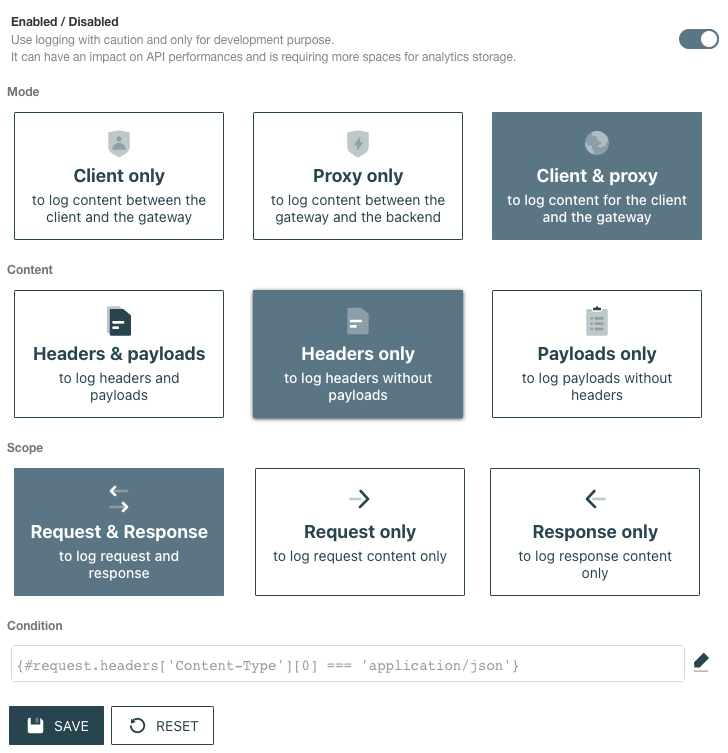 Enabled / Disabled
Use logging with caution and only for development purpose.
It can have an impact on API performances and is requiring more spaces for analytics storage.
Mode
Client only
to log content between the
client and the gateway
Proxy only
to log content between the
gateway and the backend
Client & proxy
to log content for the client
and the gateway
Content
Headers & payloads
to log headers and
payloads
Headers only
to log headers without
payloads
Payloads only
to log payloads without
headers
Scope
Request & Response
to log request and
response
Request only
to log request content only
Response only
to log response content
only
Condition
{#request.headers['Content-Type'][0] === 'application/json'}
SAVE
RESET